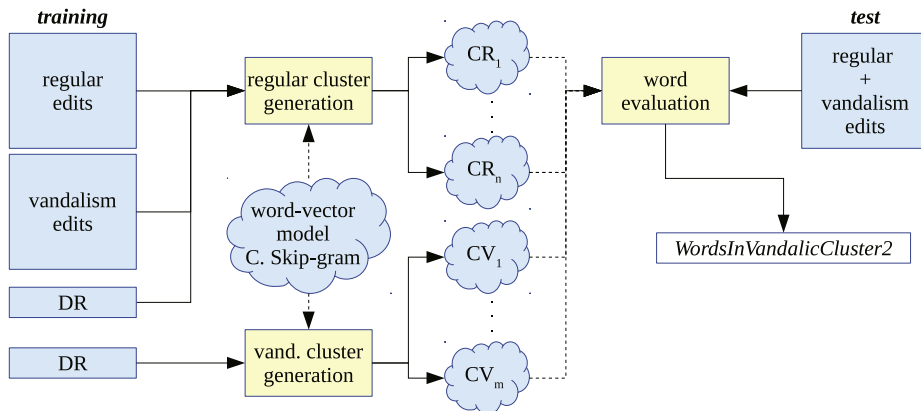 training
test
regular
edits
vandalism
edits
DR
DR
regular cluster
generation
word-vector
model
C. Skip-gram
vand. cluster
generation
CR1
CRn
CV1
CVm
word
evaluation
regular
+
vandalism
edits
WordsInVandalicCluster2